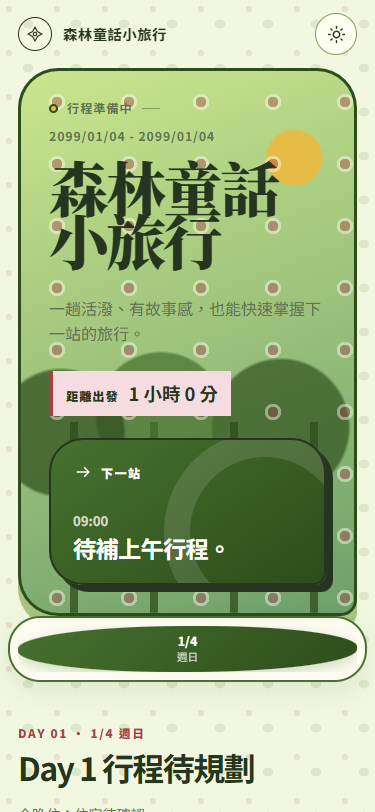 森林童話小旅行
行程準備中
2099/01/04 - 2099/01/04
森林童話
小旅行
一趟活潑、有故事感，也能快速掌握下
一站的旅行。
距離出發 1 小時 0 分
下一站
09:00
待補上午行程。
1/4
週日
DAY 01 · 1/4 週日
Day 1 行程待規劃